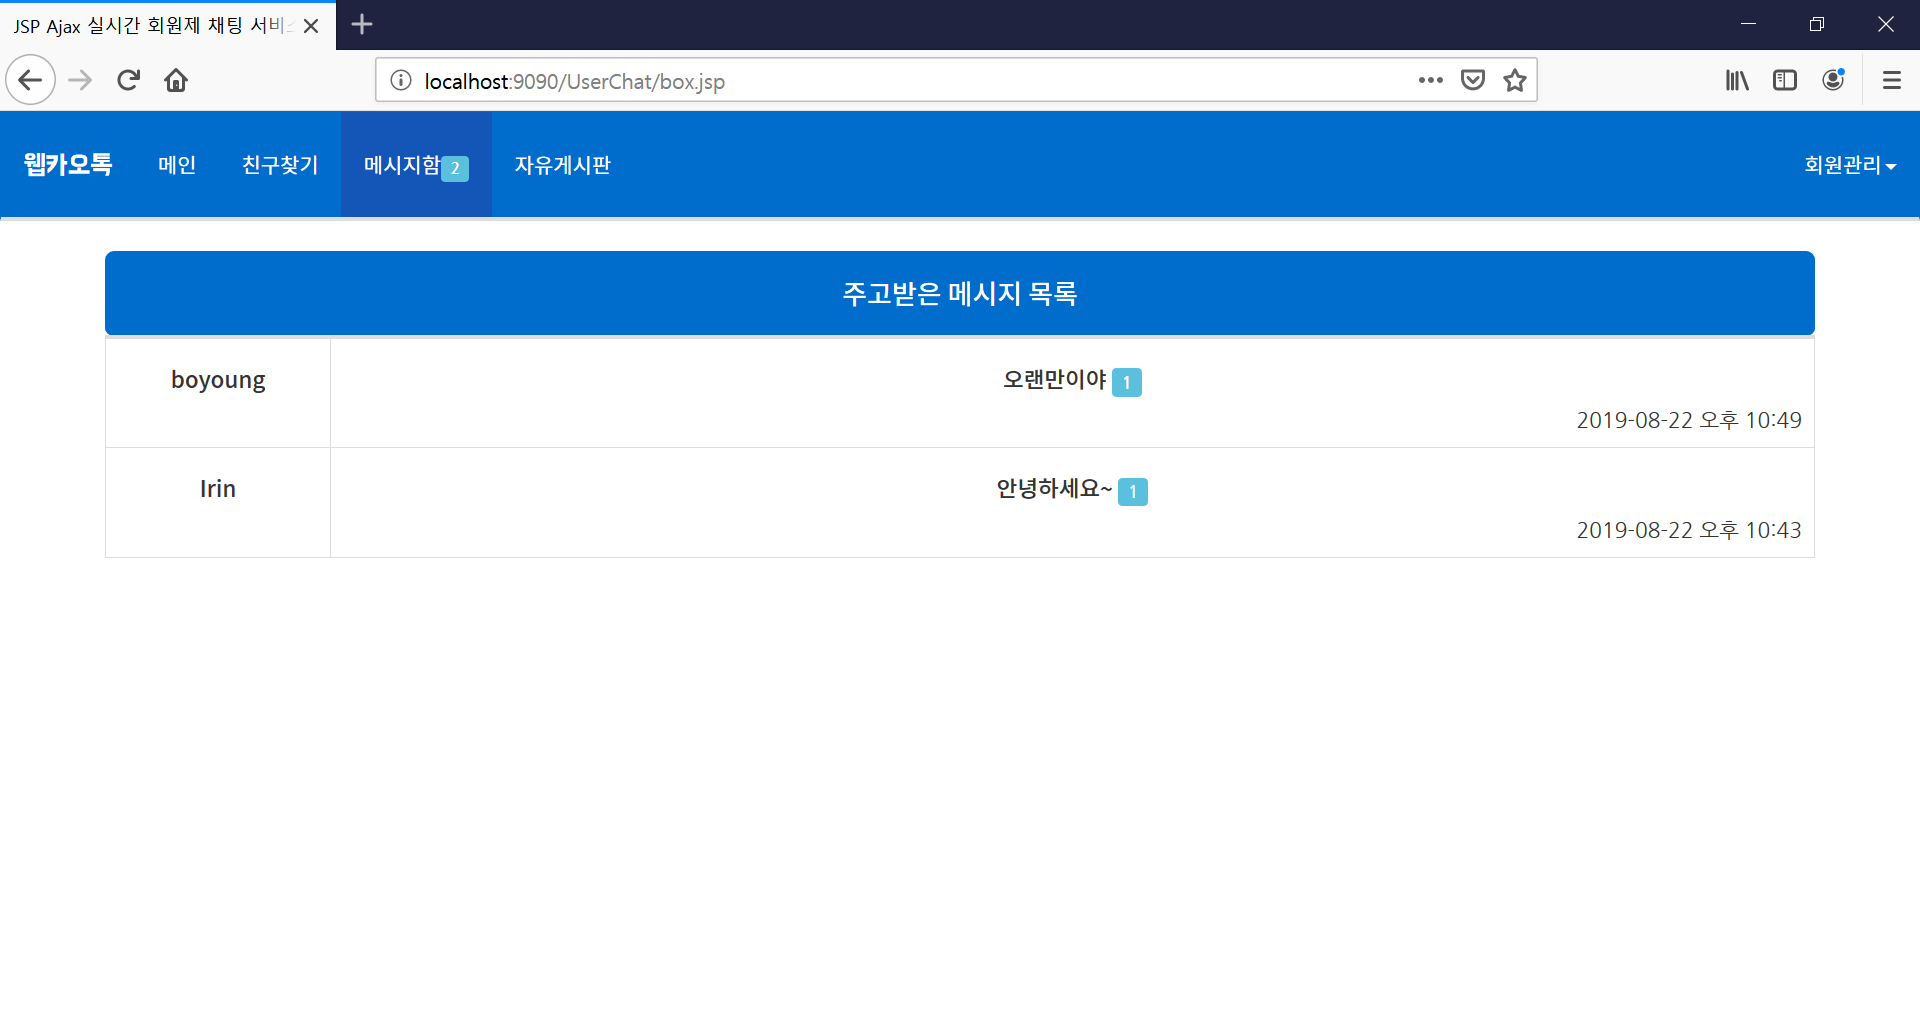 JSP Ajax 실시간 회원제 채팅 서비
localhost:9090/UserChat/box.jsp
웹카오톡 메인 친구찾기 메시지함 2 자유게시판 회원관리
주고받은 메시지 목록
boyoung 오랜만이야 1
2019-08-22 오후 10:49
Irin 안녕하세요~ 1
2019-08-22 오후 10:43